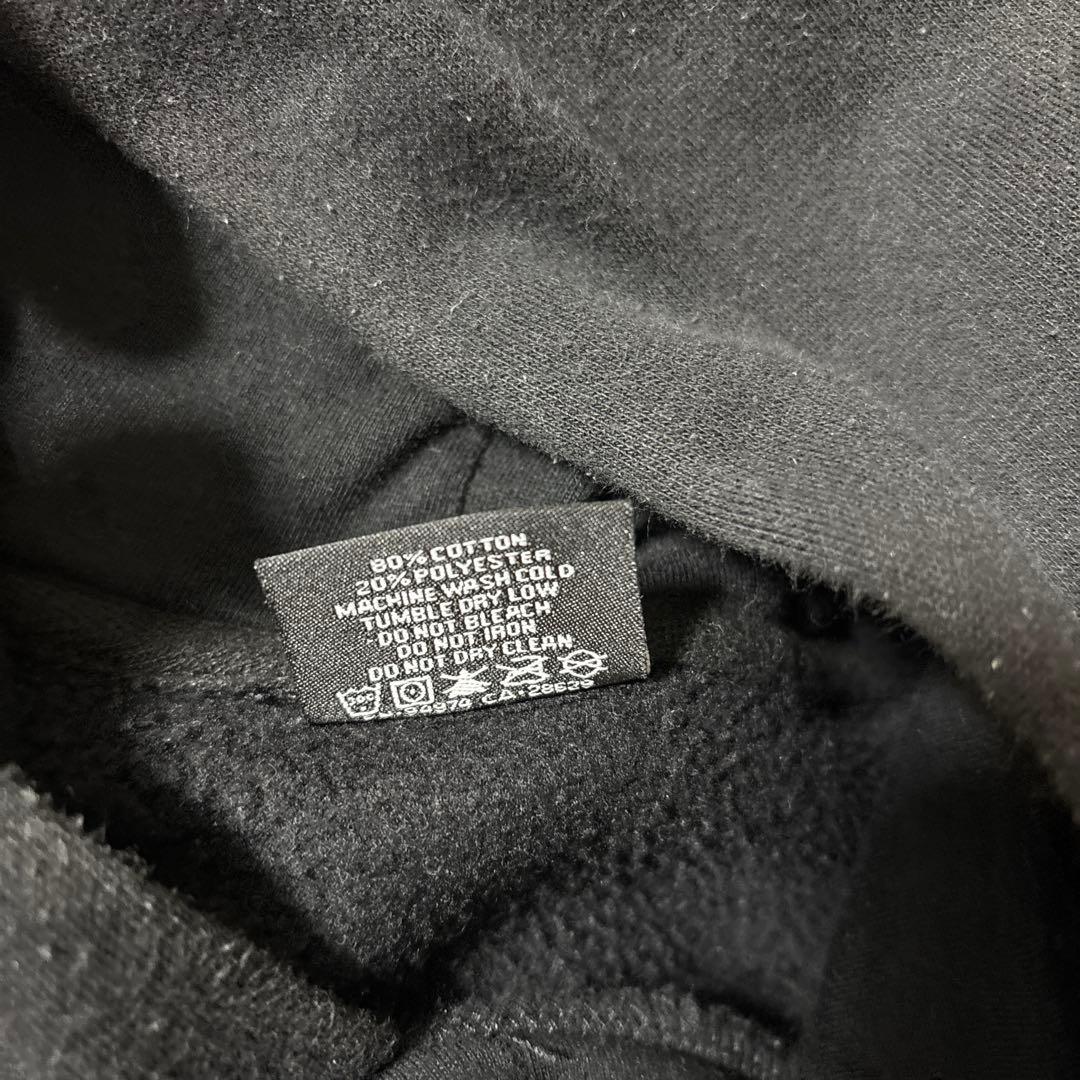 80% COTTON
20% POLYESTER
MACHINE WASH COLD
TUMBLE DRY LOW
DO NOT BLEACH
DO NOT IRON
DO NOT DRY CLEAN